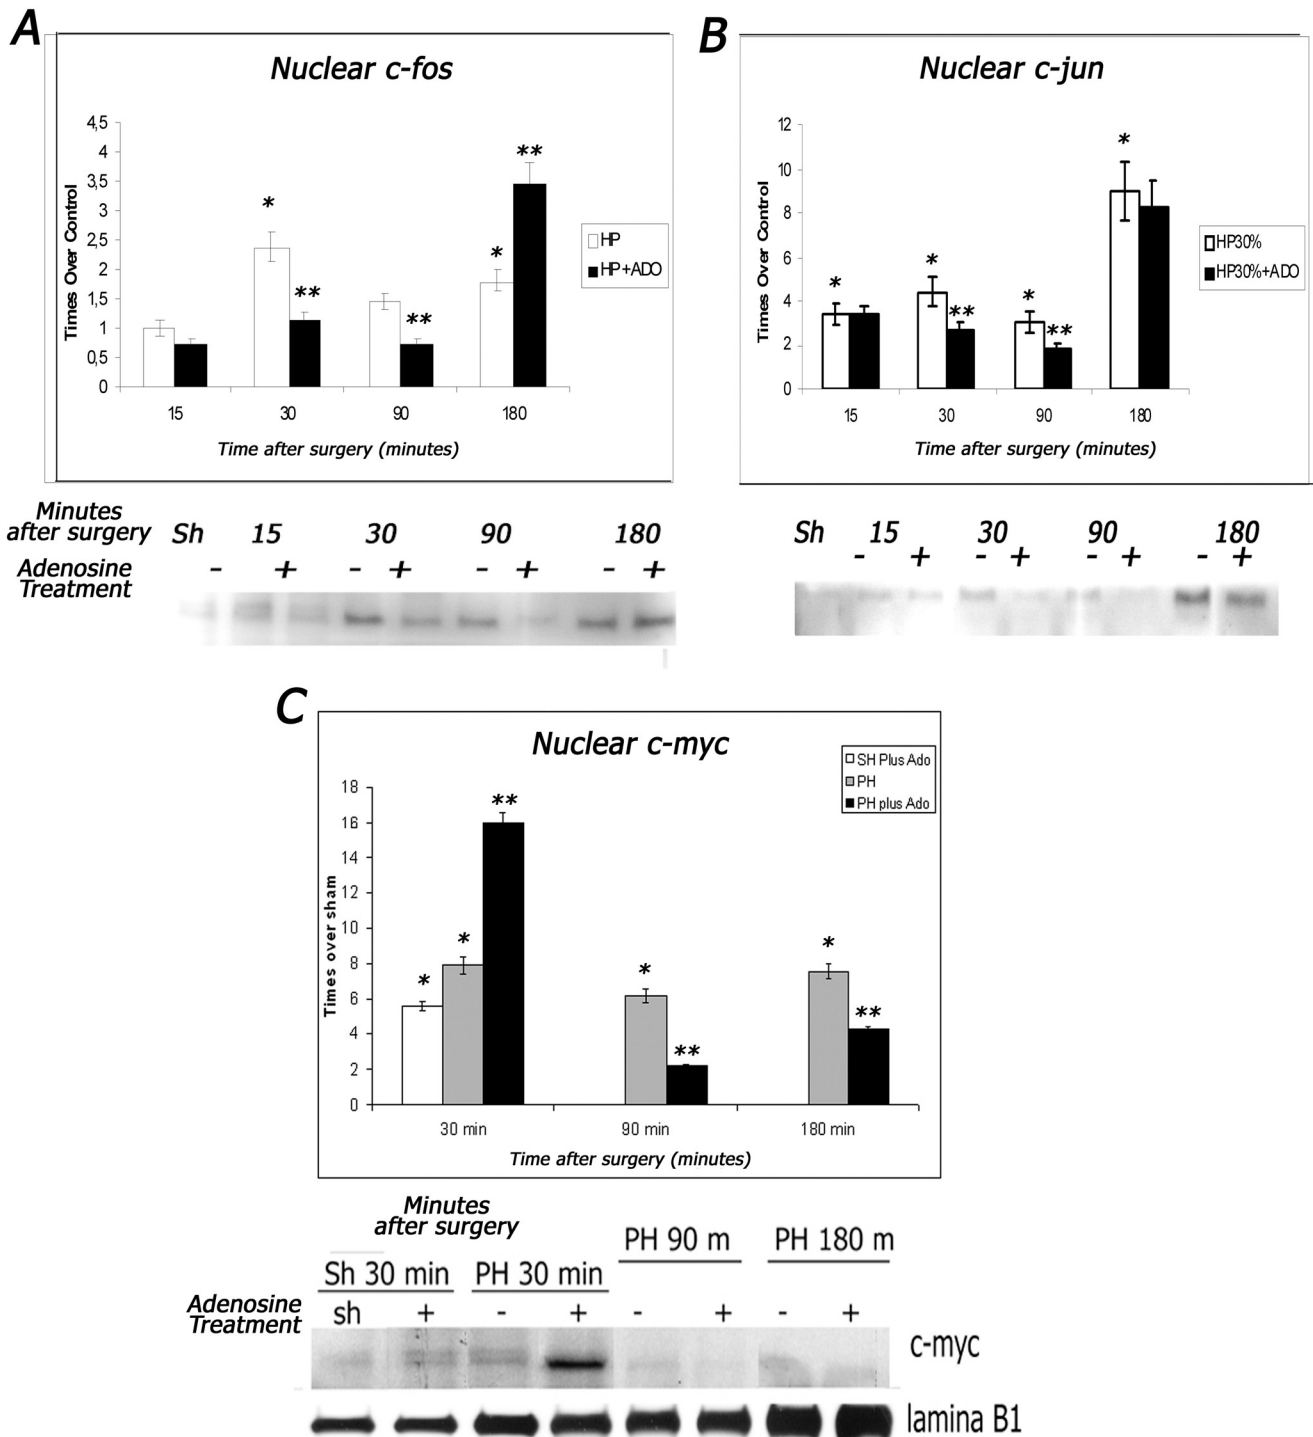 A
Nuclear c-fos
Times Over Control
4,5
4
3,5
3
2,5
2
1,5
1
0,5
0
*
**
**
*
**
HP
HP+ADO
15 30 90 180
Time after surgery (minutes)
Minutes
after surgery
Sh 15 30 90 180
Adenosine
Treatment
- + - + - + - +
B
Nuclear c-jun
Times Over Control
12
10
8
6
4
2
0
*
*
**
*
**
*
HP30%
HP30%+ADO
15 30 90 180
Time after surgery (minutes)
Sh 15 30 90 180
- + - + - + - +
C
Nuclear c-myc
SH Plus Ado
PH
PH plus Ado
Times over sham
18
16
14
12
10
8
6
4
2
0
*
*
**
*
**
*
**
30 min 90 min 180 min
Time after surgery (minutes)
Minutes
after surgery
Sh 30 min PH 30 min PH 90 m PH 180 m
Adenosine
Treatment
sh + - + - + - +
c-myc
lamina B1